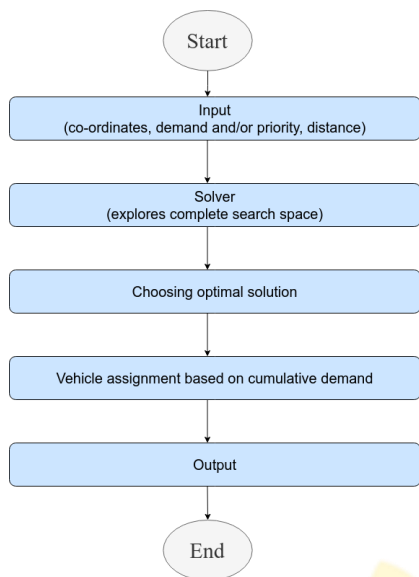 Start
Input
(co-ordinates, demand and/or priority, distance)
Solver
(explores complete search space)
Choosing optimal solution
Vehicle assignment based on cumulative demand
Output
End